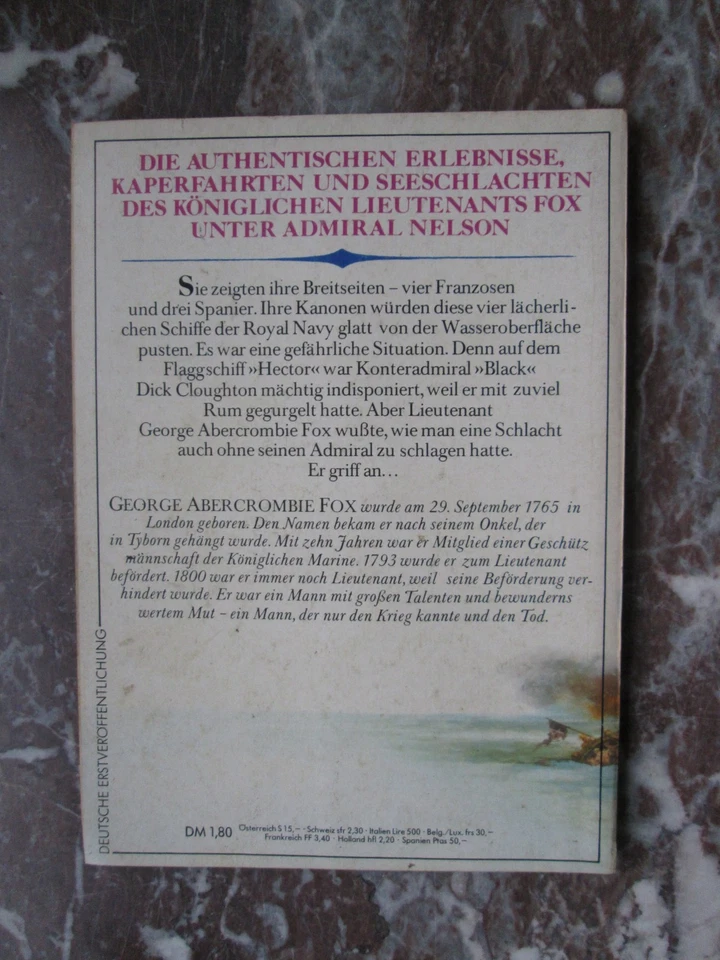 DIE AUTHENTISCHEN ERLEBNISSE,
KAPERFAHRTEN UND SEESCHLACHTEN
DES KÖNIGLICHEN LIEUTENANTS FOX
UNTER ADMIRAL NELSON
Sie zeigten ihre Breitseiten – vier Franzosen
und drei Spanier. Ihre Kanonen würden diese vier lächerli-
chen Schiffe der Royal Navy glatt von der Wasseroberfläche
pusten. Es war eine gefährliche Situation. Denn auf dem
Flaggschiff »Hector« war Konteradmiral »Black«
Dick Cloughton mächtig indisponiert, weil er mit zuviel
Rum gegurgelt hatte. Aber Lieutenant
George Abercrombie Fox wußte, wie man eine Schlacht
auch ohne seinen Admiral zu schlagen hatte.
Er griff an...
GEORGE ABERCROMBIE FOX wurde am 29. September 1765 in
London geboren. Den Namen bekam er nach seinem Onkel, der
in Tyborn gehängt wurde. Mit zehn Jahren war er Mitglied einer Geschütz
mannschaft der Königlichen Marine. 1793 wurde er zum Lieutenant
befördert. 1800 war er immer noch Lieutenant, weil seine Beförderung ver-
hindert wurde. Er war ein Mann mit großen Talenten und bewunderns
wertem Mut – ein Mann, der nur den Krieg kannte und den Tod.
DEUTSCHE ERSTVERÖFFENTLICHUNG
DM 1,80 Österreich S 15,– · Schweiz sfr 2,30 · Italien Lire 500 · Belg./Lux. frs 30,–
Frankreich FF 3,40 · Holland hfl 2,20 · Spanien Ptas 50,–